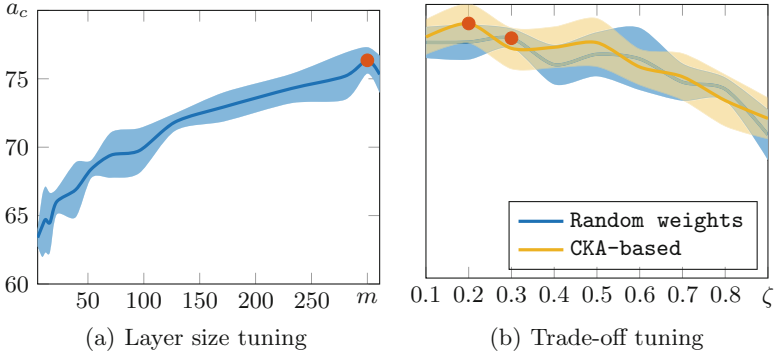 a_c
75
70
65
60
50 100 150 200 250 m
(a) Layer size tuning
Random weights
CKA-based
0.1 0.2 0.3 0.4 0.5 0.6 0.7 0.8 ζ
(b) Trade-off tuning